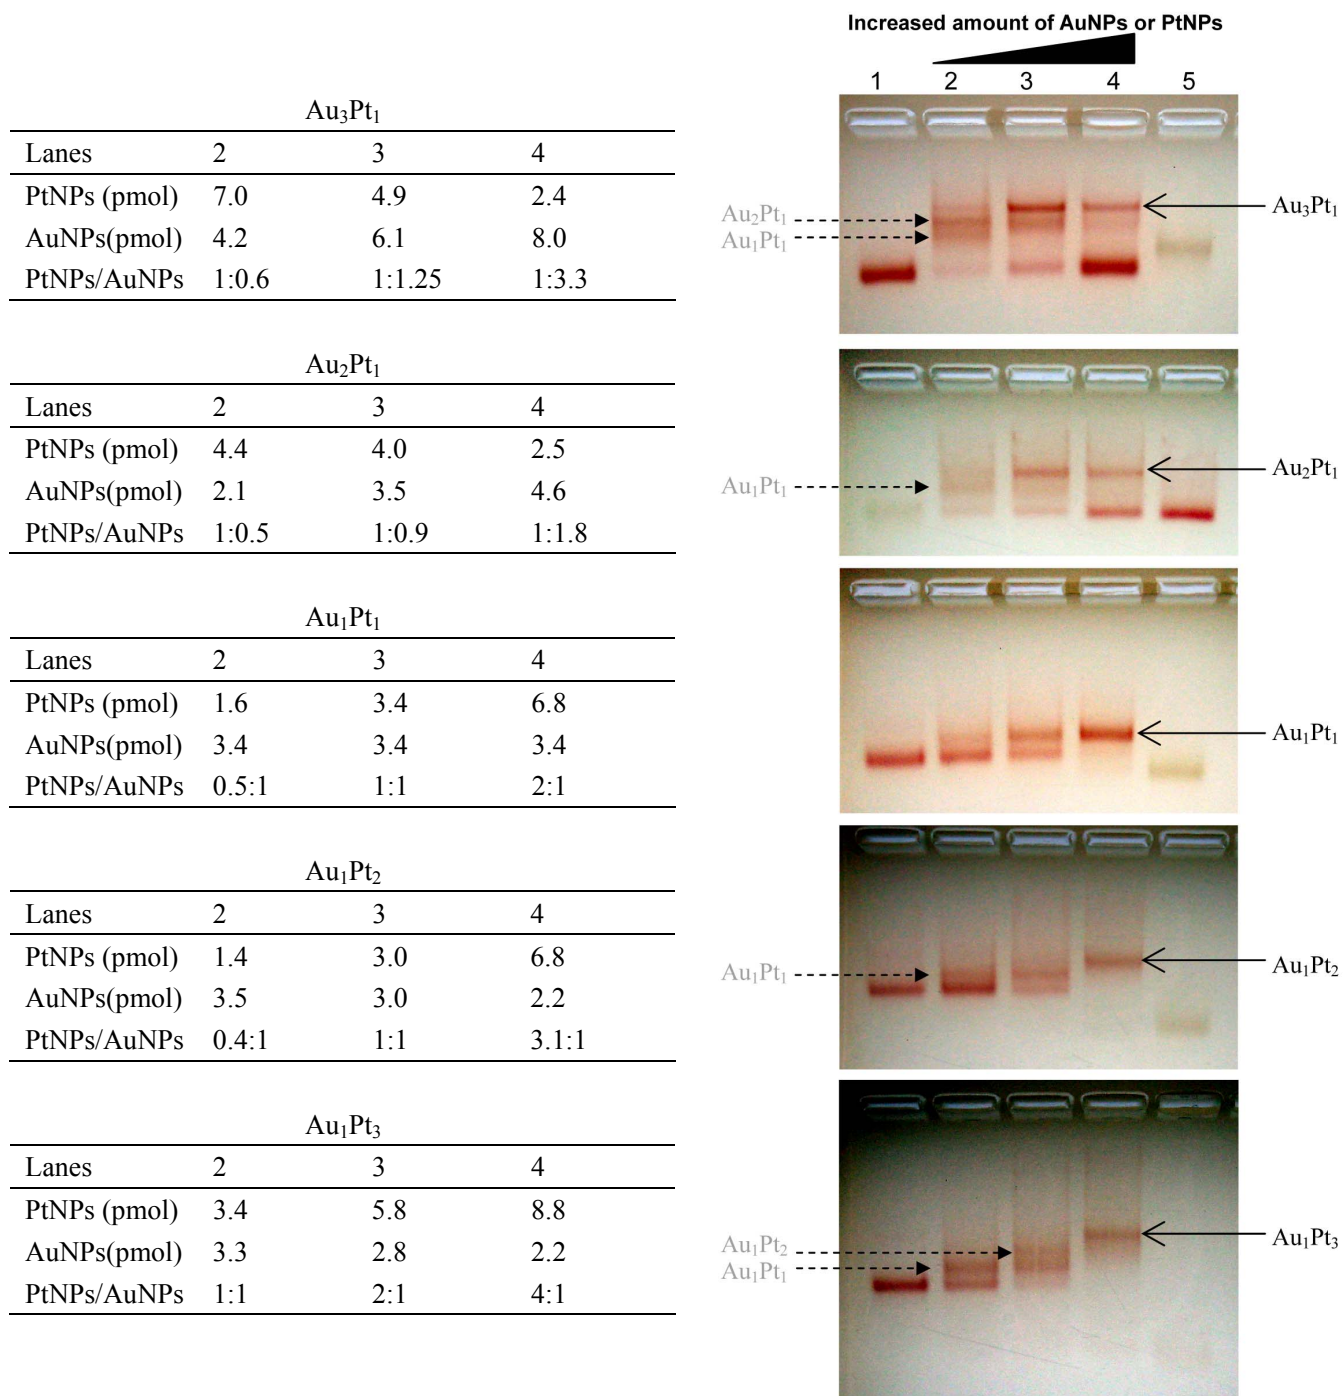 Increased amount of AuNPs or PtNPs
1 2 3 4 5
Au₃Pt₁
Lanes 2 3 4
PtNPs (pmol) 7.0 4.9 2.4
AuNPs(pmol) 4.2 6.1 8.0
PtNPs/AuNPs 1:0.6 1:1.25 1:3.3
Au₂Pt₁
Au₁Pt₁
Au₃Pt₁
Au₂Pt₁
Lanes 2 3 4
PtNPs (pmol) 4.4 4.0 2.5
AuNPs(pmol) 2.1 3.5 4.6
PtNPs/AuNPs 1:0.5 1:0.9 1:1.8
Au₁Pt₁
Au₂Pt₁
Au₁Pt₁
Lanes 2 3 4
PtNPs (pmol) 1.6 3.4 6.8
AuNPs(pmol) 3.4 3.4 3.4
PtNPs/AuNPs 0.5:1 1:1 2:1
Au₁Pt₁
Au₁Pt₂
Lanes 2 3 4
PtNPs (pmol) 1.4 3.0 6.8
AuNPs(pmol) 3.5 3.0 2.2
PtNPs/AuNPs 0.4:1 1:1 3.1:1
Au₁Pt₁
Au₁Pt₂
Au₁Pt₃
Lanes 2 3 4
PtNPs (pmol) 3.4 5.8 8.8
AuNPs(pmol) 3.3 2.8 2.2
PtNPs/AuNPs 1:1 2:1 4:1
Au₁Pt₂
Au₁Pt₁
Au₁Pt₃